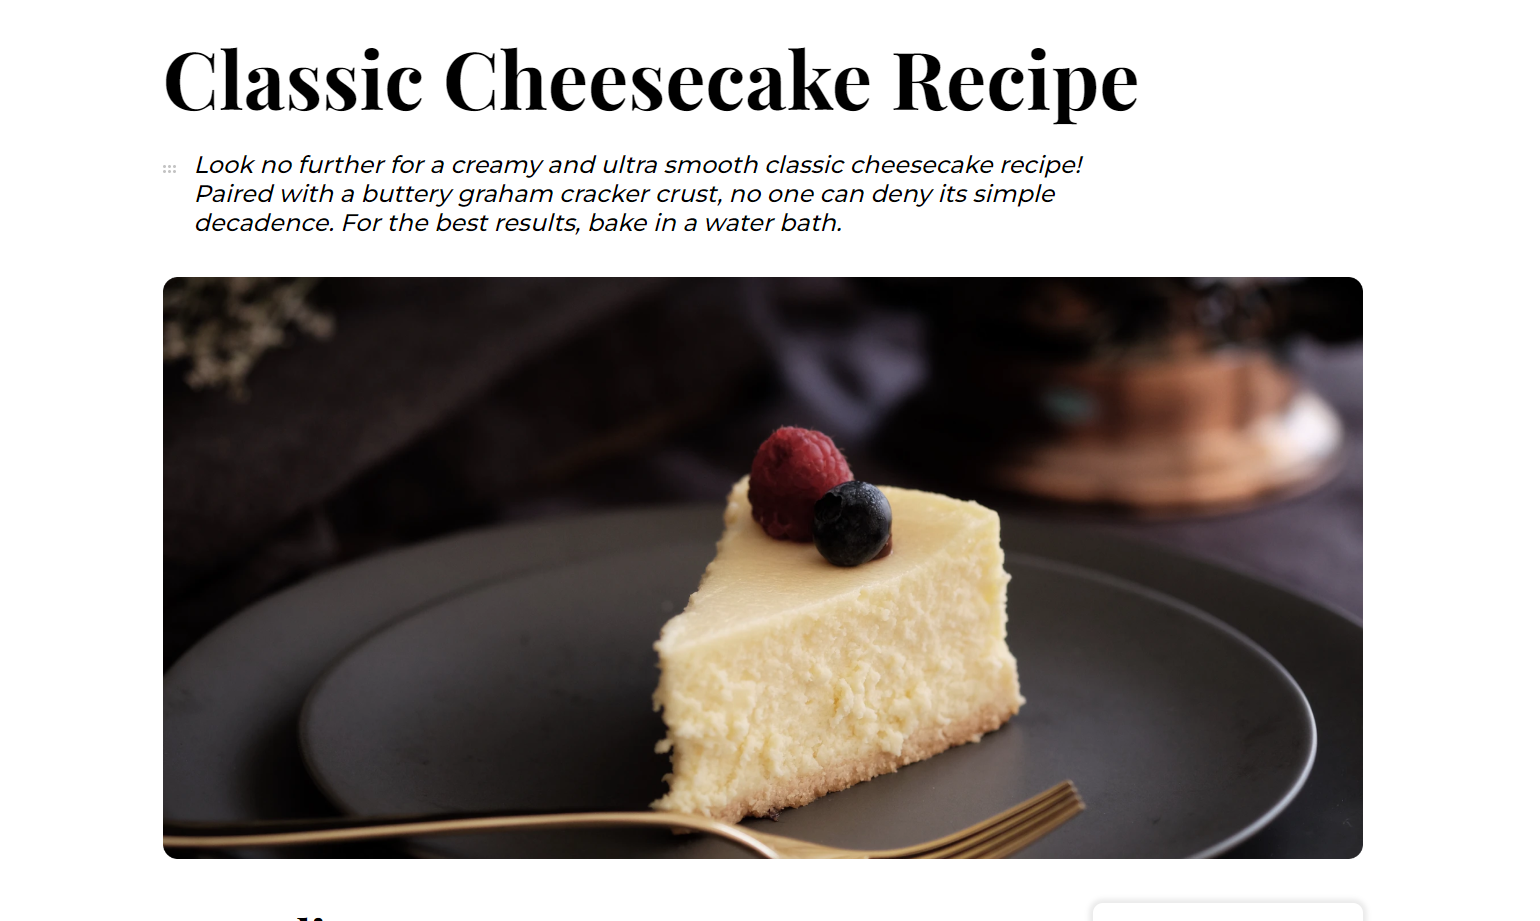 Classic Cheesecake Recipe
Look no further for a creamy and ultra smooth classic cheesecake recipe!
Paired with a buttery graham cracker crust, no one can deny its simple
decadence. For the best results, bake in a water bath.